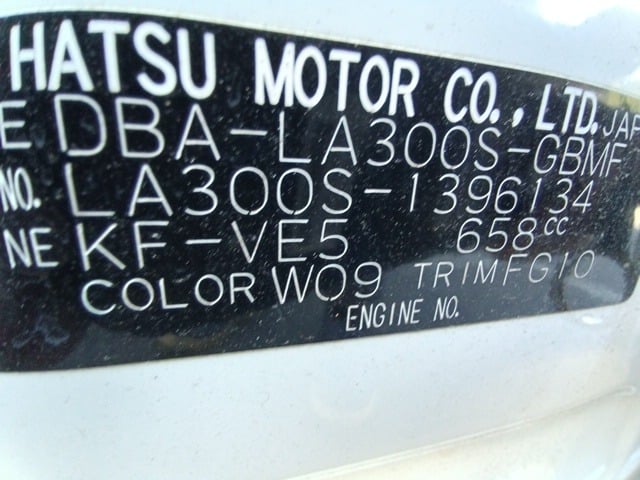 HATSU MOTOR CO., LTD. JAP
E DBA-LA300S-GBMF
NO. LA300S-1396134
NE KF-VE5 658cc
COLOR W09 TRIM FG10
ENGINE NO.